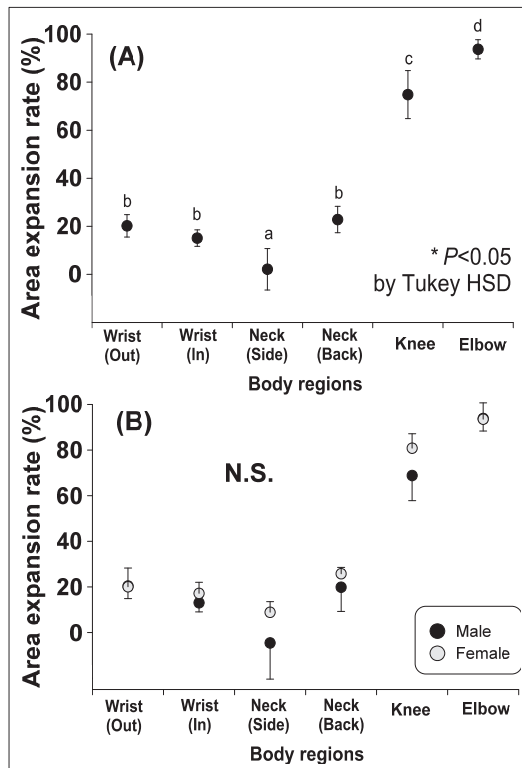 Area expansion rate (%)
100
80
60
40
20
0
(A)
b
b
a
b
c
d
* P<0.05
by Tukey HSD
Wrist
(Out)
Wrist
(In)
Neck
(Side)
Neck
(Back)
Knee
Elbow
Body regions
Area expansion rate (%)
100
80
60
40
20
0
(B)
N.S.
Male
Female
Wrist
(Out)
Wrist
(In)
Neck
(Side)
Neck
(Back)
Knee
Elbow
Body regions